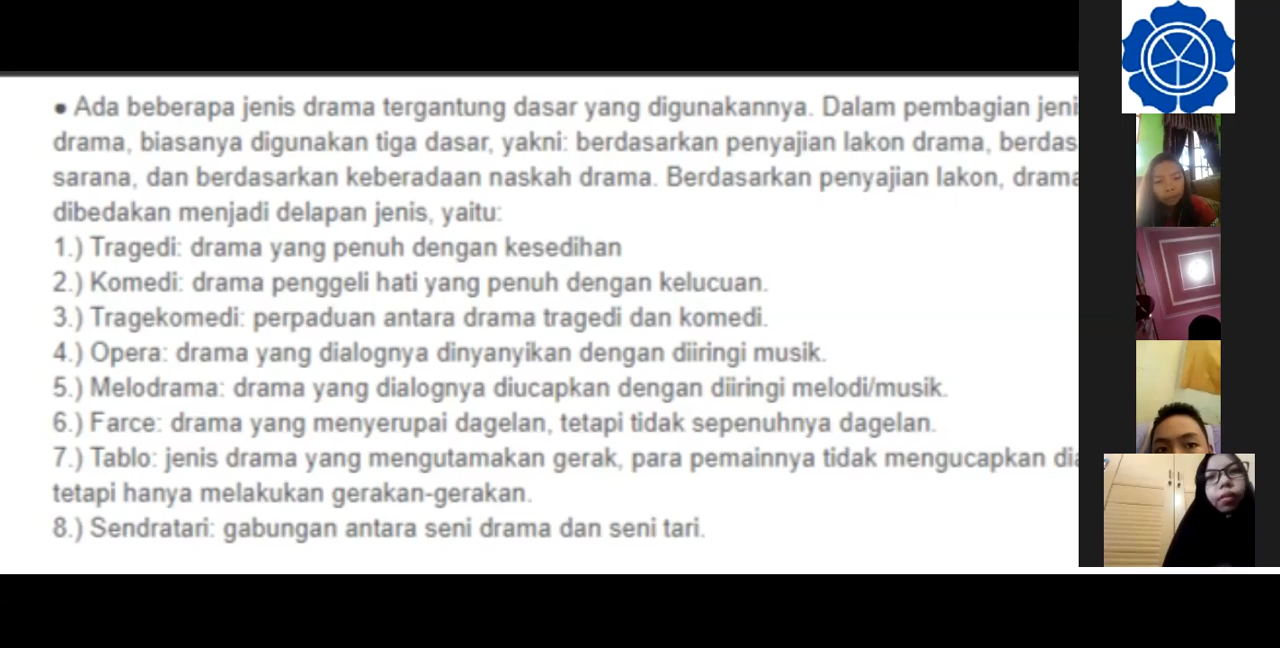 • Ada beberapa jenis drama tergantung dasar yang digunakannya. Dalam pembagian
drama, biasanya digunakan tiga dasar, yakni: berdasarkan penyajian lakon drama,
sarana, dan berdasarkan keberadaan naskah drama. Berdasarkan penyajian lakon, drama
dibedakan menjadi delapan jenis, yaitu:
1.) Tragedi: drama yang penuh dengan kesedihan
2.) Komedi: drama penggeli hati yang penuh dengan kelucuan.
3.) Tragekomedi: perpaduan antara drama tragedi dan komedi.
4.) Opera: drama yang dialognya dinyanyikan dengan diiringi musik.
5.) Melodrama: drama yang dialognya diucapkan dengan diiringi melodi/musik.
6.) Farce: drama yang menyerupai dagelan, tetapi tidak sepenuhnya dagelan.
7.) Tablo: jenis drama yang mengutamakan gerak, para pemainnya tidak mengucapkan
tetapi hanya melakukan gerakan-gerakan.
8.) Sendratari: gabungan antara seni drama dan seni tari.